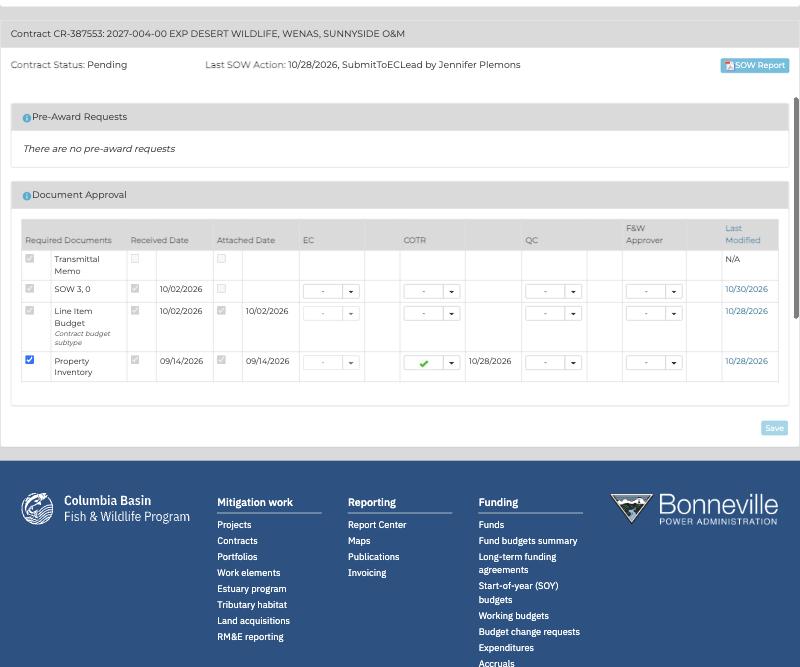 Contract CR-387553: 2027-004-00 EXP DESERT WILDLIFE, WENAS, SUNNYSIDE O&M
Contract Status: Pending Last SOW Action: 10/28/2026, SubmitToECLead by Jennifer Plemons SOW Report
Pre-Award Requests
There are no pre-award requests
Document Approval
Required Documents Received Date Attached Date EC COTR QC F&W Approver Last Modified
Transmittal Memo N/A
SOW 3, 0 10/02/2026 - - - - 10/30/2026
Line Item Budget 10/02/2026 10/02/2026 - - - - 10/28/2026
Contract budget subtype
Property Inventory 09/14/2026 09/14/2026 - 10/28/2026 - - 10/28/2026
Save
Columbia Basin
Fish & Wildlife Program
Mitigation work
Projects
Contracts
Portfolios
Work elements
Estuary program
Tributary habitat
Land acquisitions
RM&E reporting
Reporting
Report Center
Maps
Publications
Invoicing
Funding
Funds
Fund budgets summary
Long-term funding
agreements
Start-of-year (SOY)
budgets
Working budgets
Budget change requests
Expenditures
Accruals
Bonneville
POWER ADMINISTRATION